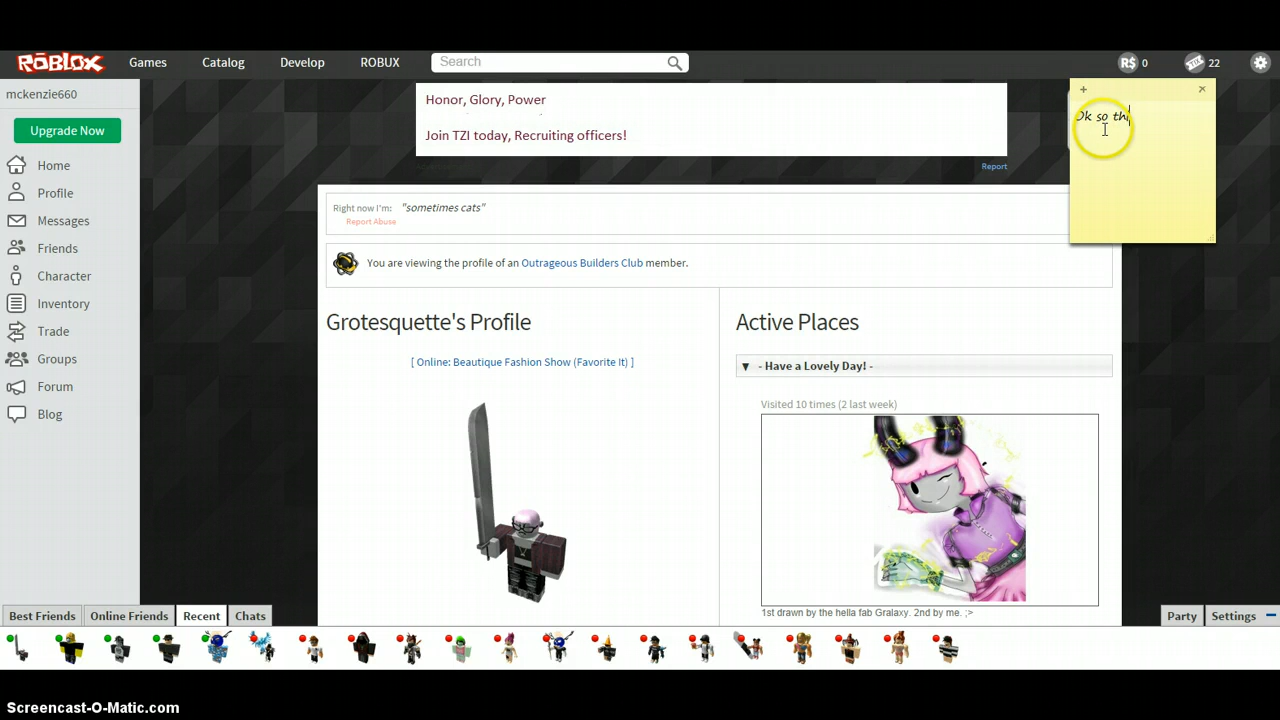 ROBLOX
Games
Catalog
Develop
ROBUX
Search
R$ 0
TIX 22
mckenzie660
Upgrade Now
Home
Profile
Messages
Friends
Character
Inventory
Trade
Groups
Forum
Blog
Honor, Glory, Power
Join TZI today, Recruiting officers!
Report
+
×
Ok so thi
Right now I'm: "sometimes cats"
Report Abuse
You are viewing the profile of an Outrageous Builders Club member.
Grotesquette's Profile
[ Online: Beautique Fashion Show (Favorite It) ]
Active Places
▼ - Have a Lovely Day! -
Visited 10 times (2 last week)
1st drawn by the hella fab Gralaxy. 2nd by me. ;>
Best Friends
Online Friends
Recent
Chats
Party
Settings
Screencast-O-Matic.com